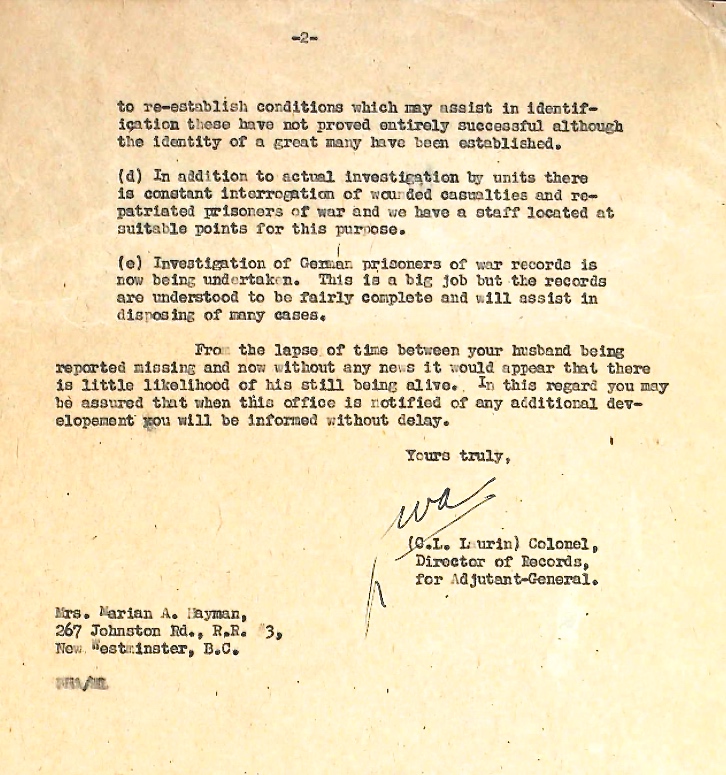 -2-
to re-establish conditions which may assist in identif-
ication these have not proved entirely successful although
the identity of a great many have been established.
(d) In addition to actual investigation by units there
is constant interrogation of wounded casualties and re-
patriated prisoners of war and we have a staff located at
suitable points for this purpose.
(e) Investigation of German prisoners of war records is
now being undertaken. This is a big job but the records
are understood to be fairly complete and will assist in
disposing of many cases.
From the lapse of time between your husband being
reported missing and now without any news it would appear that there
is little likelihood of his still being alive. In this regard you may
be assured that when this office is notified of any additional dev-
elopement you will be informed without delay.
Yours truly,
(C.L. Laurin) Colonel,
Director of Records,
for Adjutant-General.
Mrs. Marian A. Hayman,
267 Johnston Rd., R.R. #3,
New Westminster, B.C.